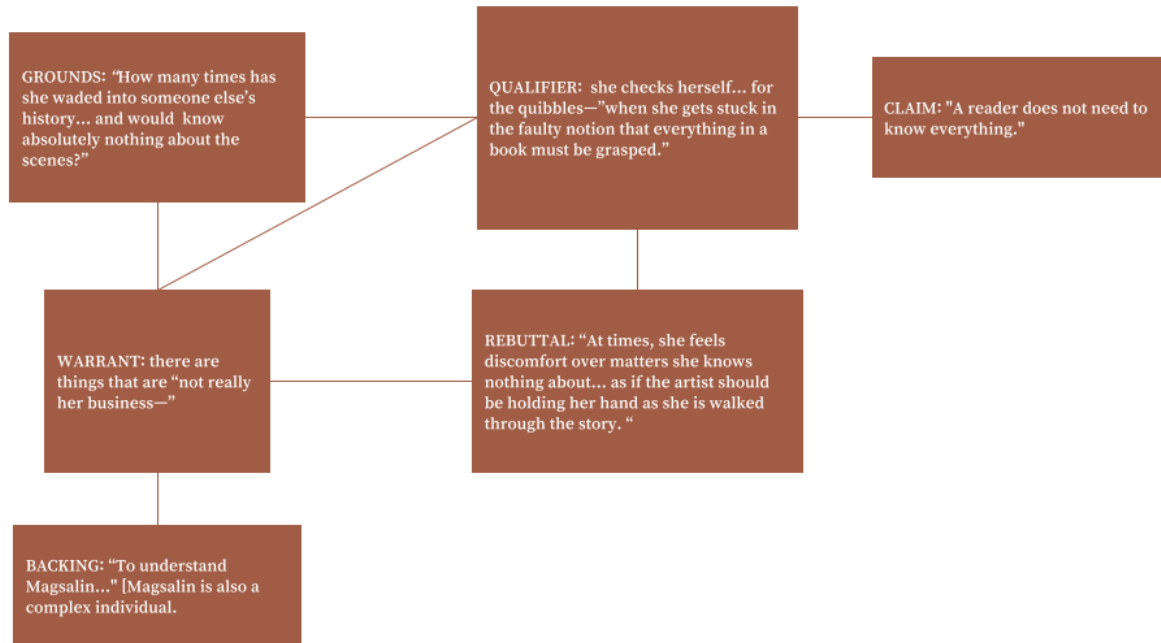 GROUNDS: “How many times has
she waded into someone else’s
history... and would know
absolutely nothing about the
scenes?”
QUALIFIER: she checks herself... for
the quibbles—”when she gets stuck in
the faulty notion that everything in a
book must be grasped.”
CLAIM: "A reader does not need to
know everything."
WARRANT: there are
things that are “not really
her business—”
REBUTTAL: “At times, she feels
discomfort over matters she knows
nothing about... as if the artist should
be holding her hand as she is walked
through the story. “
BACKING: “To understand
Magsalin..." [Magsalin is also a
complex individual.